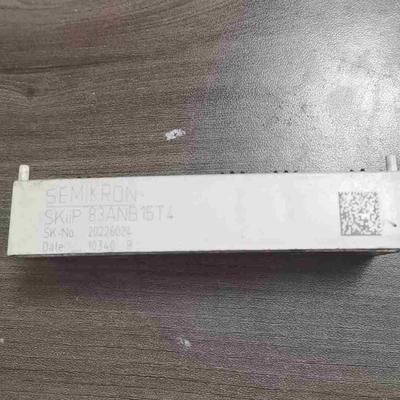 SEMIKRON
SKiiP 83ANB15T4
SK-No. 20226024
Date 10340 R